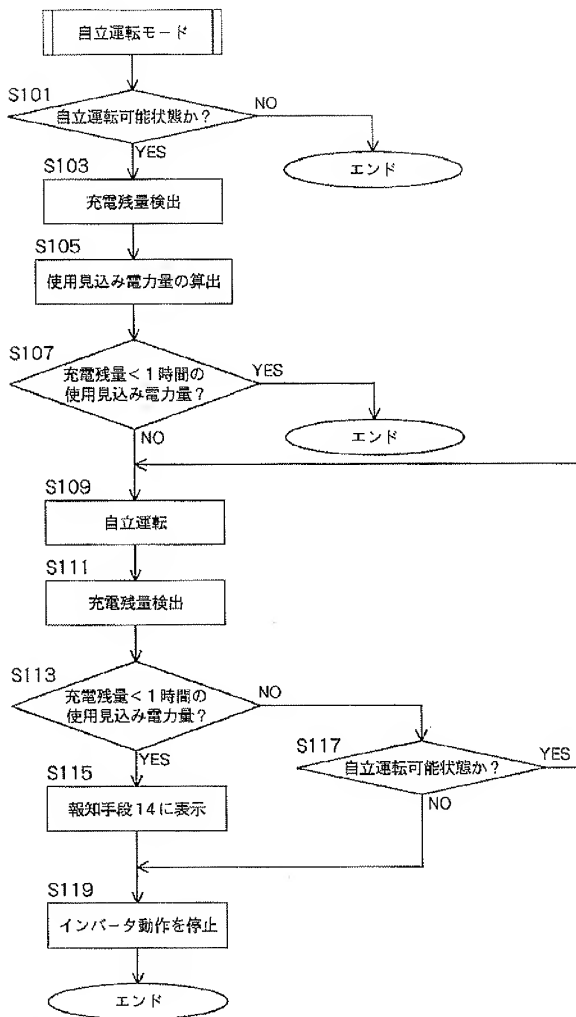 自立運転モード
S101
自立運転可能状態か？
NO
YES
エンド
S103
充電残量検出
S105
使用見込み電力量の算出
S107
充電残量＜１時間の
使用見込み電力量？
YES
NO
エンド
S109
自立運転
S111
充電残量検出
S113
充電残量＜１時間の
使用見込み電力量？
NO
YES
S117
自立運転可能状態か？
YES
NO
S115
報知手段１４に表示
S119
インバータ動作を停止
エンド